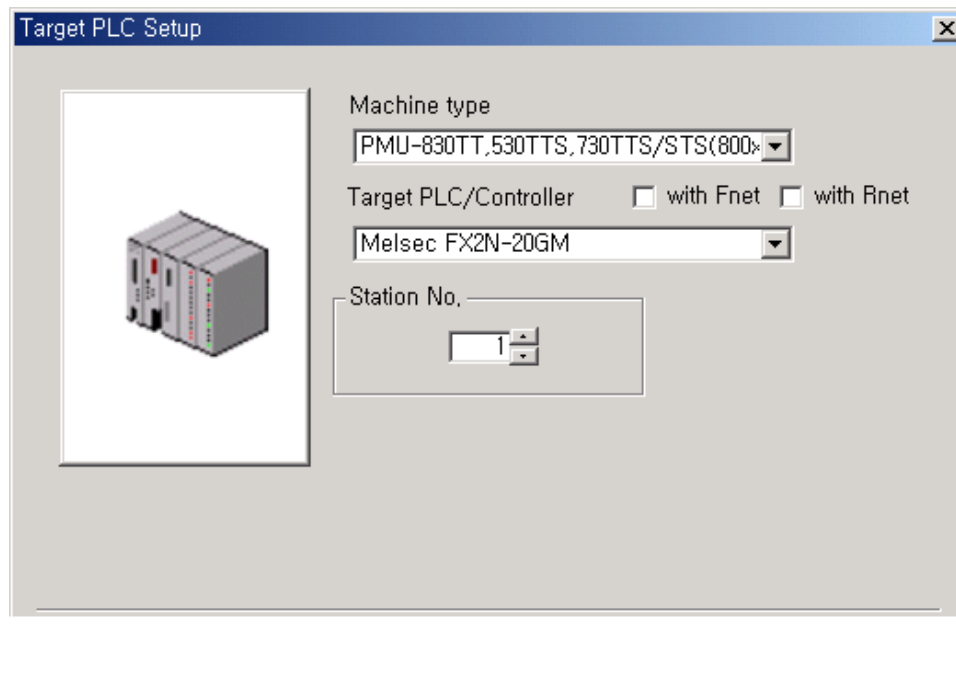 Target PLC Setup
Machine type
PMU-830TT,530TTS,730TTS/STS(800x
Target PLC/Controller with Fnet with Rnet
Melsec FX2N-20GM
Station No.
1